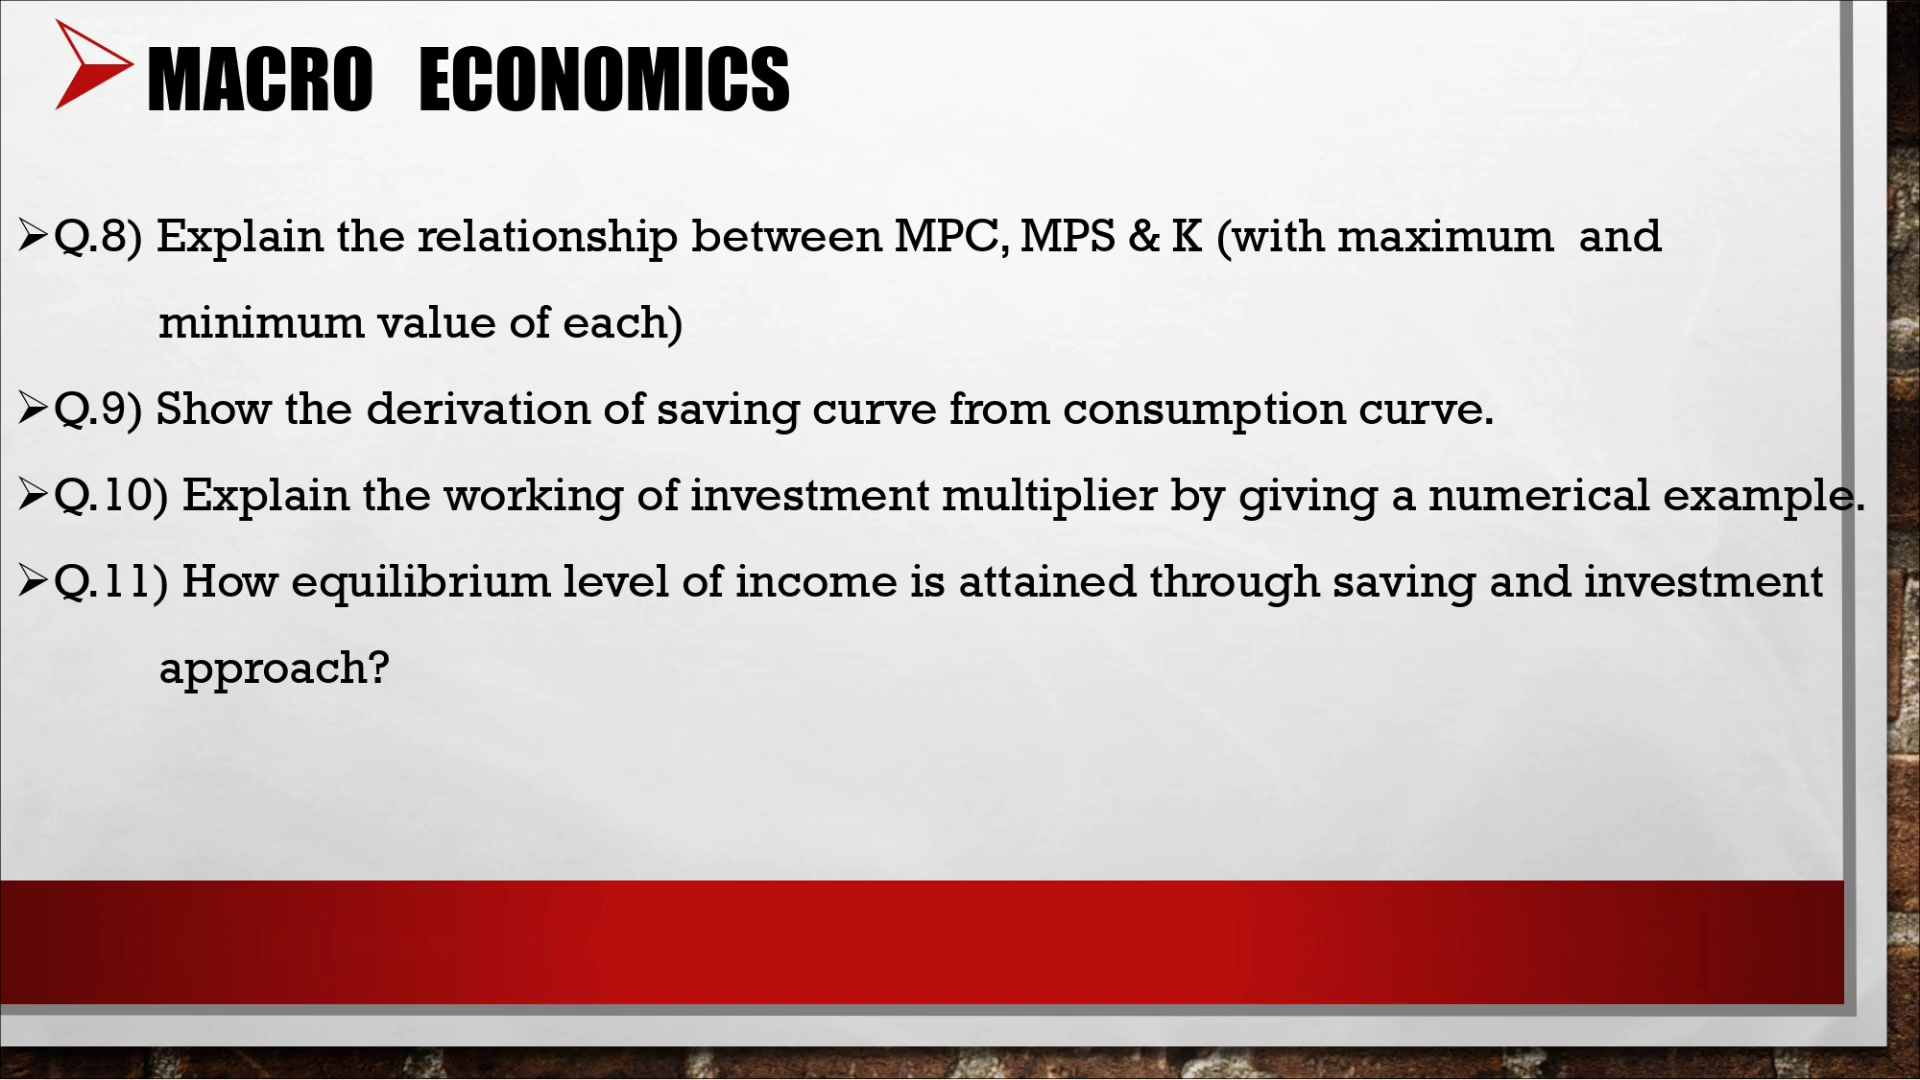 MACRO ECONOMICS
Q.8) Explain the relationship between MPC, MPS & K (with maximum and
minimum value of each)
Q.9) Show the derivation of saving curve from consumption curve.
Q.10) Explain the working of investment multiplier by giving a numerical example.
Q.11) How equilibrium level of income is attained through saving and investment
approach?